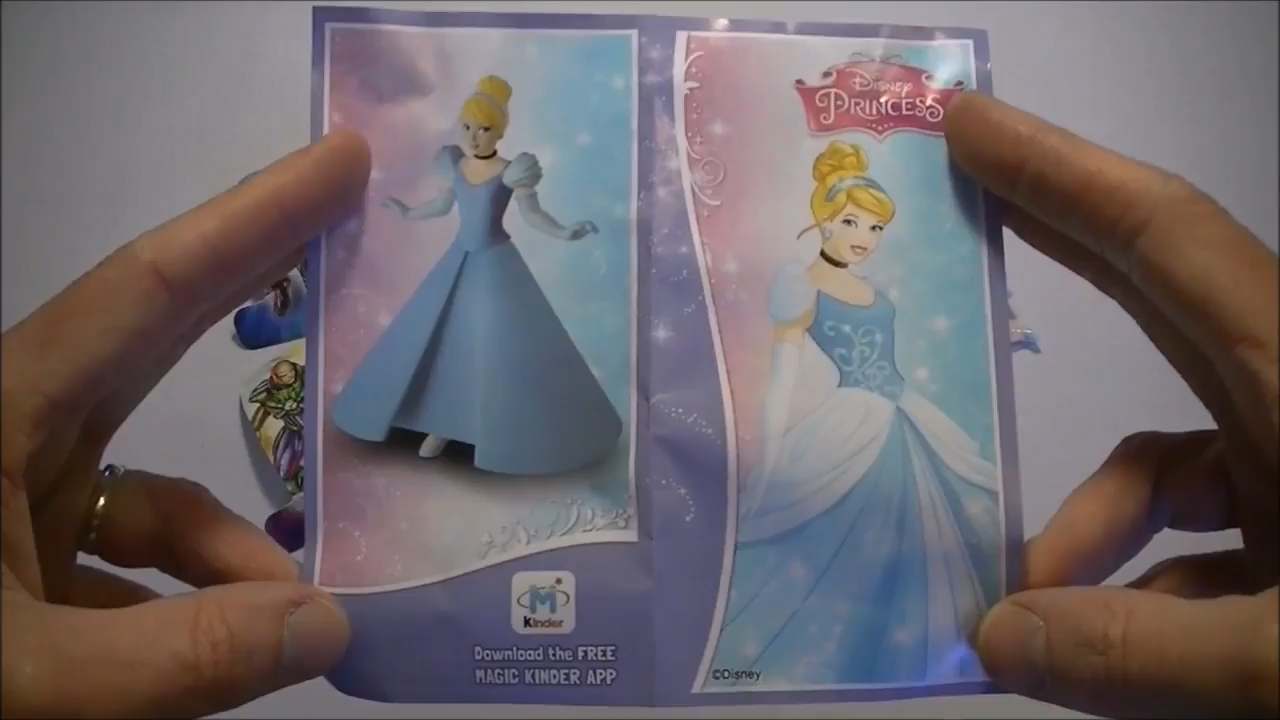 Disney
PRINCESS
M
Kinder
Download the FREE
MAGIC KINDER APP
©Disney